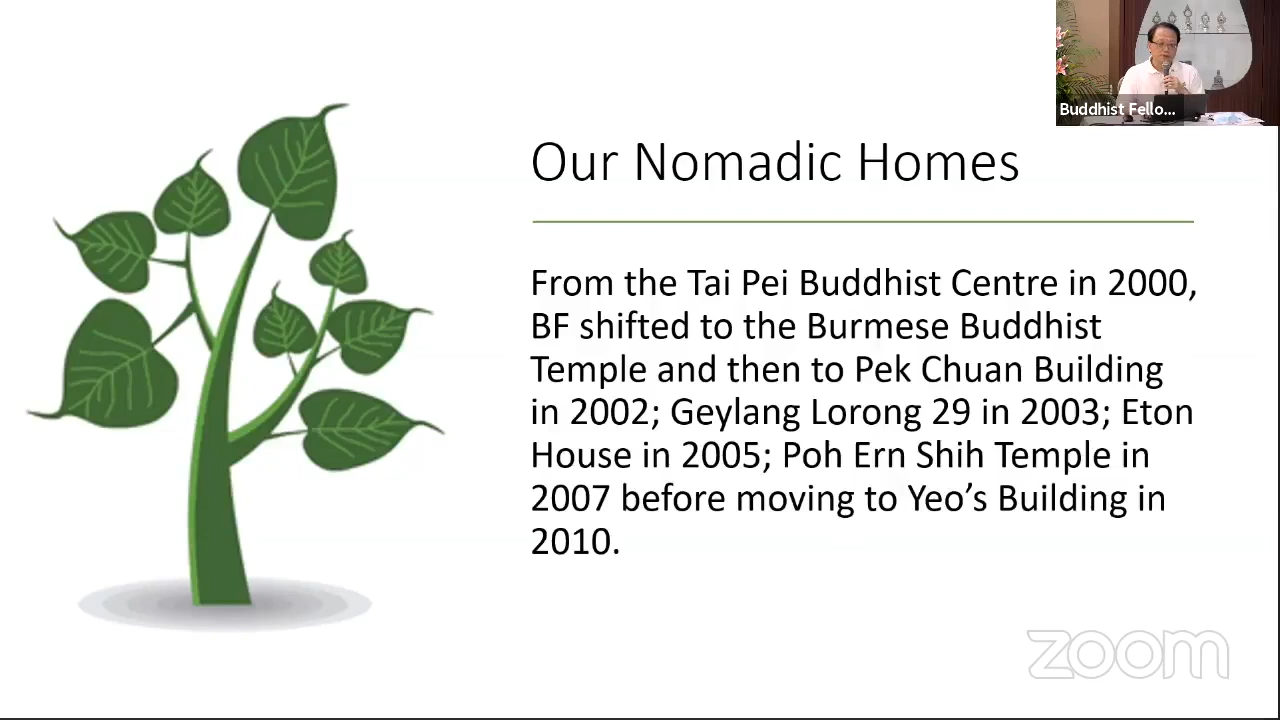 Buddhist Fello...
Our Nomadic Homes
From the Tai Pei Buddhist Centre in 2000,
BF shifted to the Burmese Buddhist
Temple and then to Pek Chuan Building
in 2002; Geylang Lorong 29 in 2003; Eton
House in 2005; Poh Ern Shih Temple in
2007 before moving to Yeo’s Building in
2010.
zoom